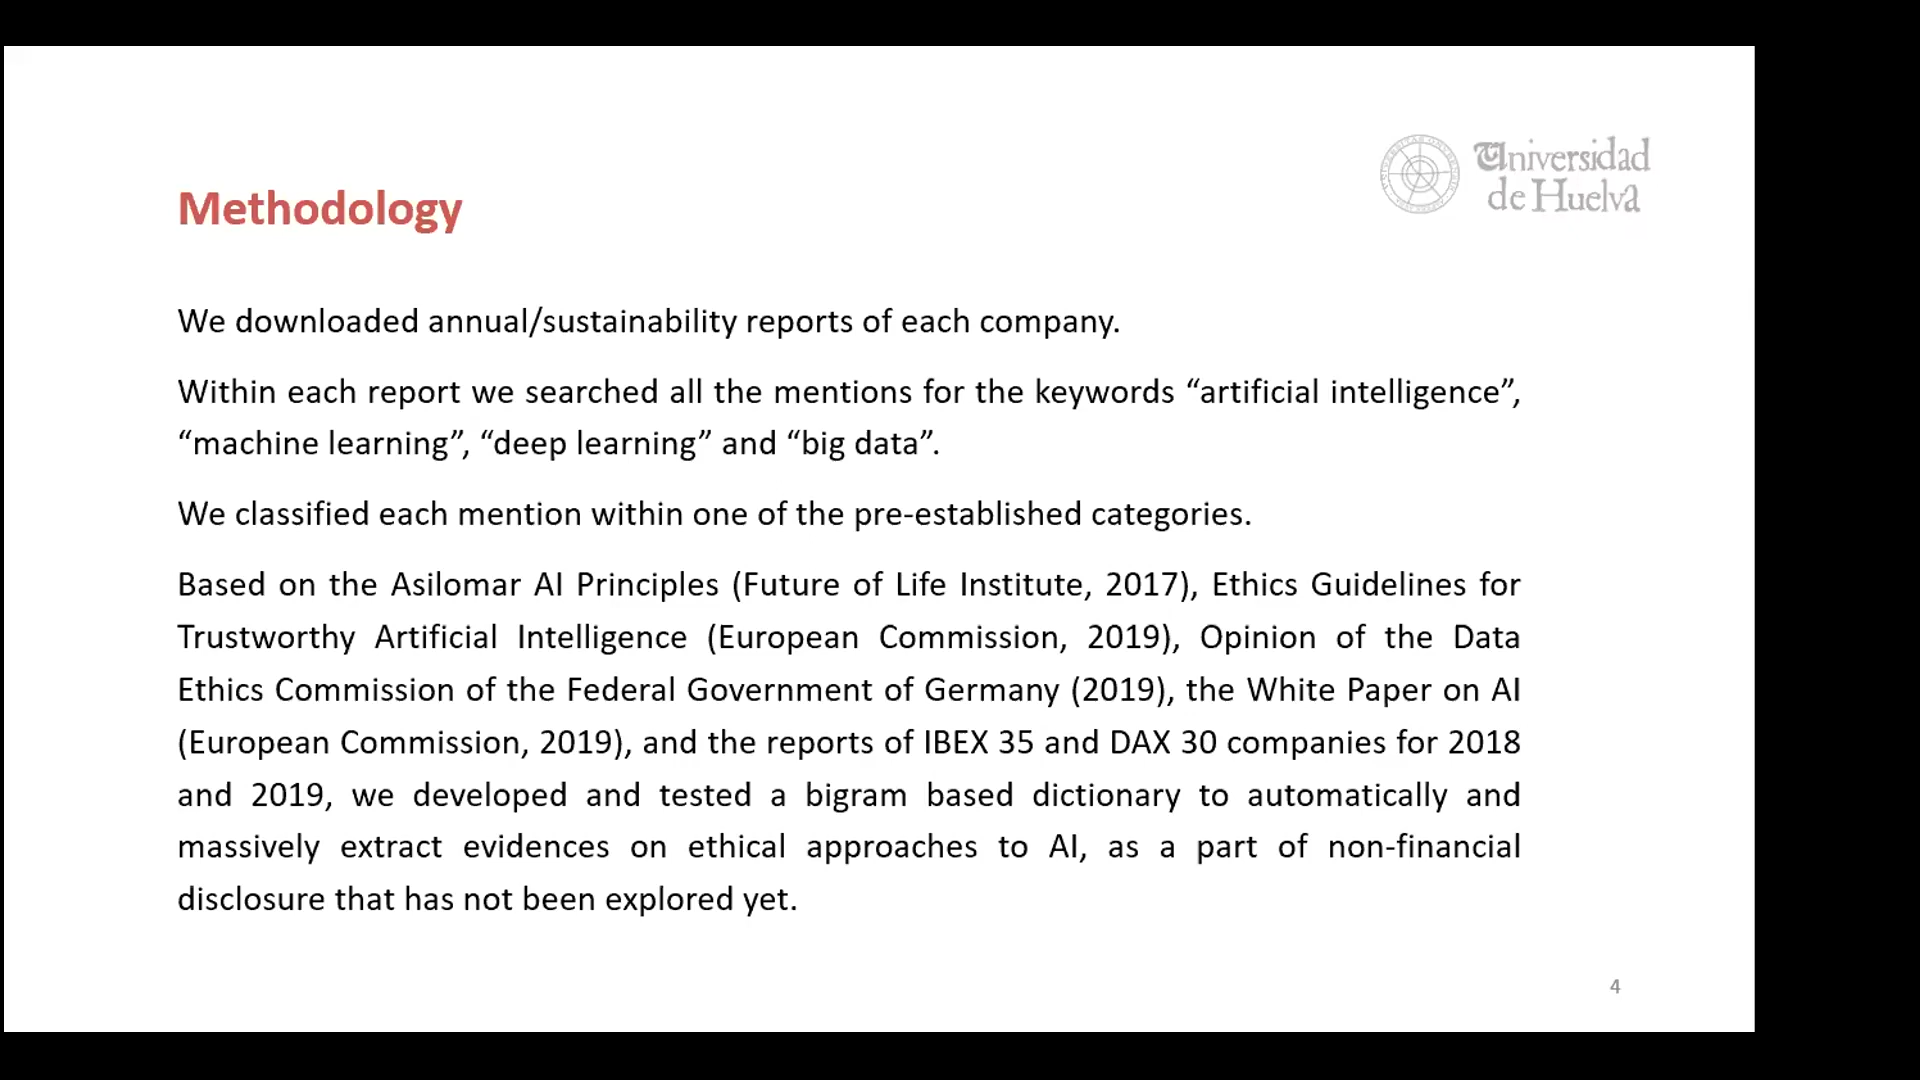 Universidad
de Huelva
Methodology
We downloaded annual/sustainability reports of each company.
Within each report we searched all the mentions for the keywords “artificial intelligence”,
“machine learning”, “deep learning” and “big data”.
We classified each mention within one of the pre-established categories.
Based on the Asilomar AI Principles (Future of Life Institute, 2017), Ethics Guidelines for
Trustworthy Artificial Intelligence (European Commission, 2019), Opinion of the Data
Ethics Commission of the Federal Government of Germany (2019), the White Paper on AI
(European Commission, 2019), and the reports of IBEX 35 and DAX 30 companies for 2018
and 2019, we developed and tested a bigram based dictionary to automatically and
massively extract evidences on ethical approaches to AI, as a part of non-financial
disclosure that has not been explored yet.
4